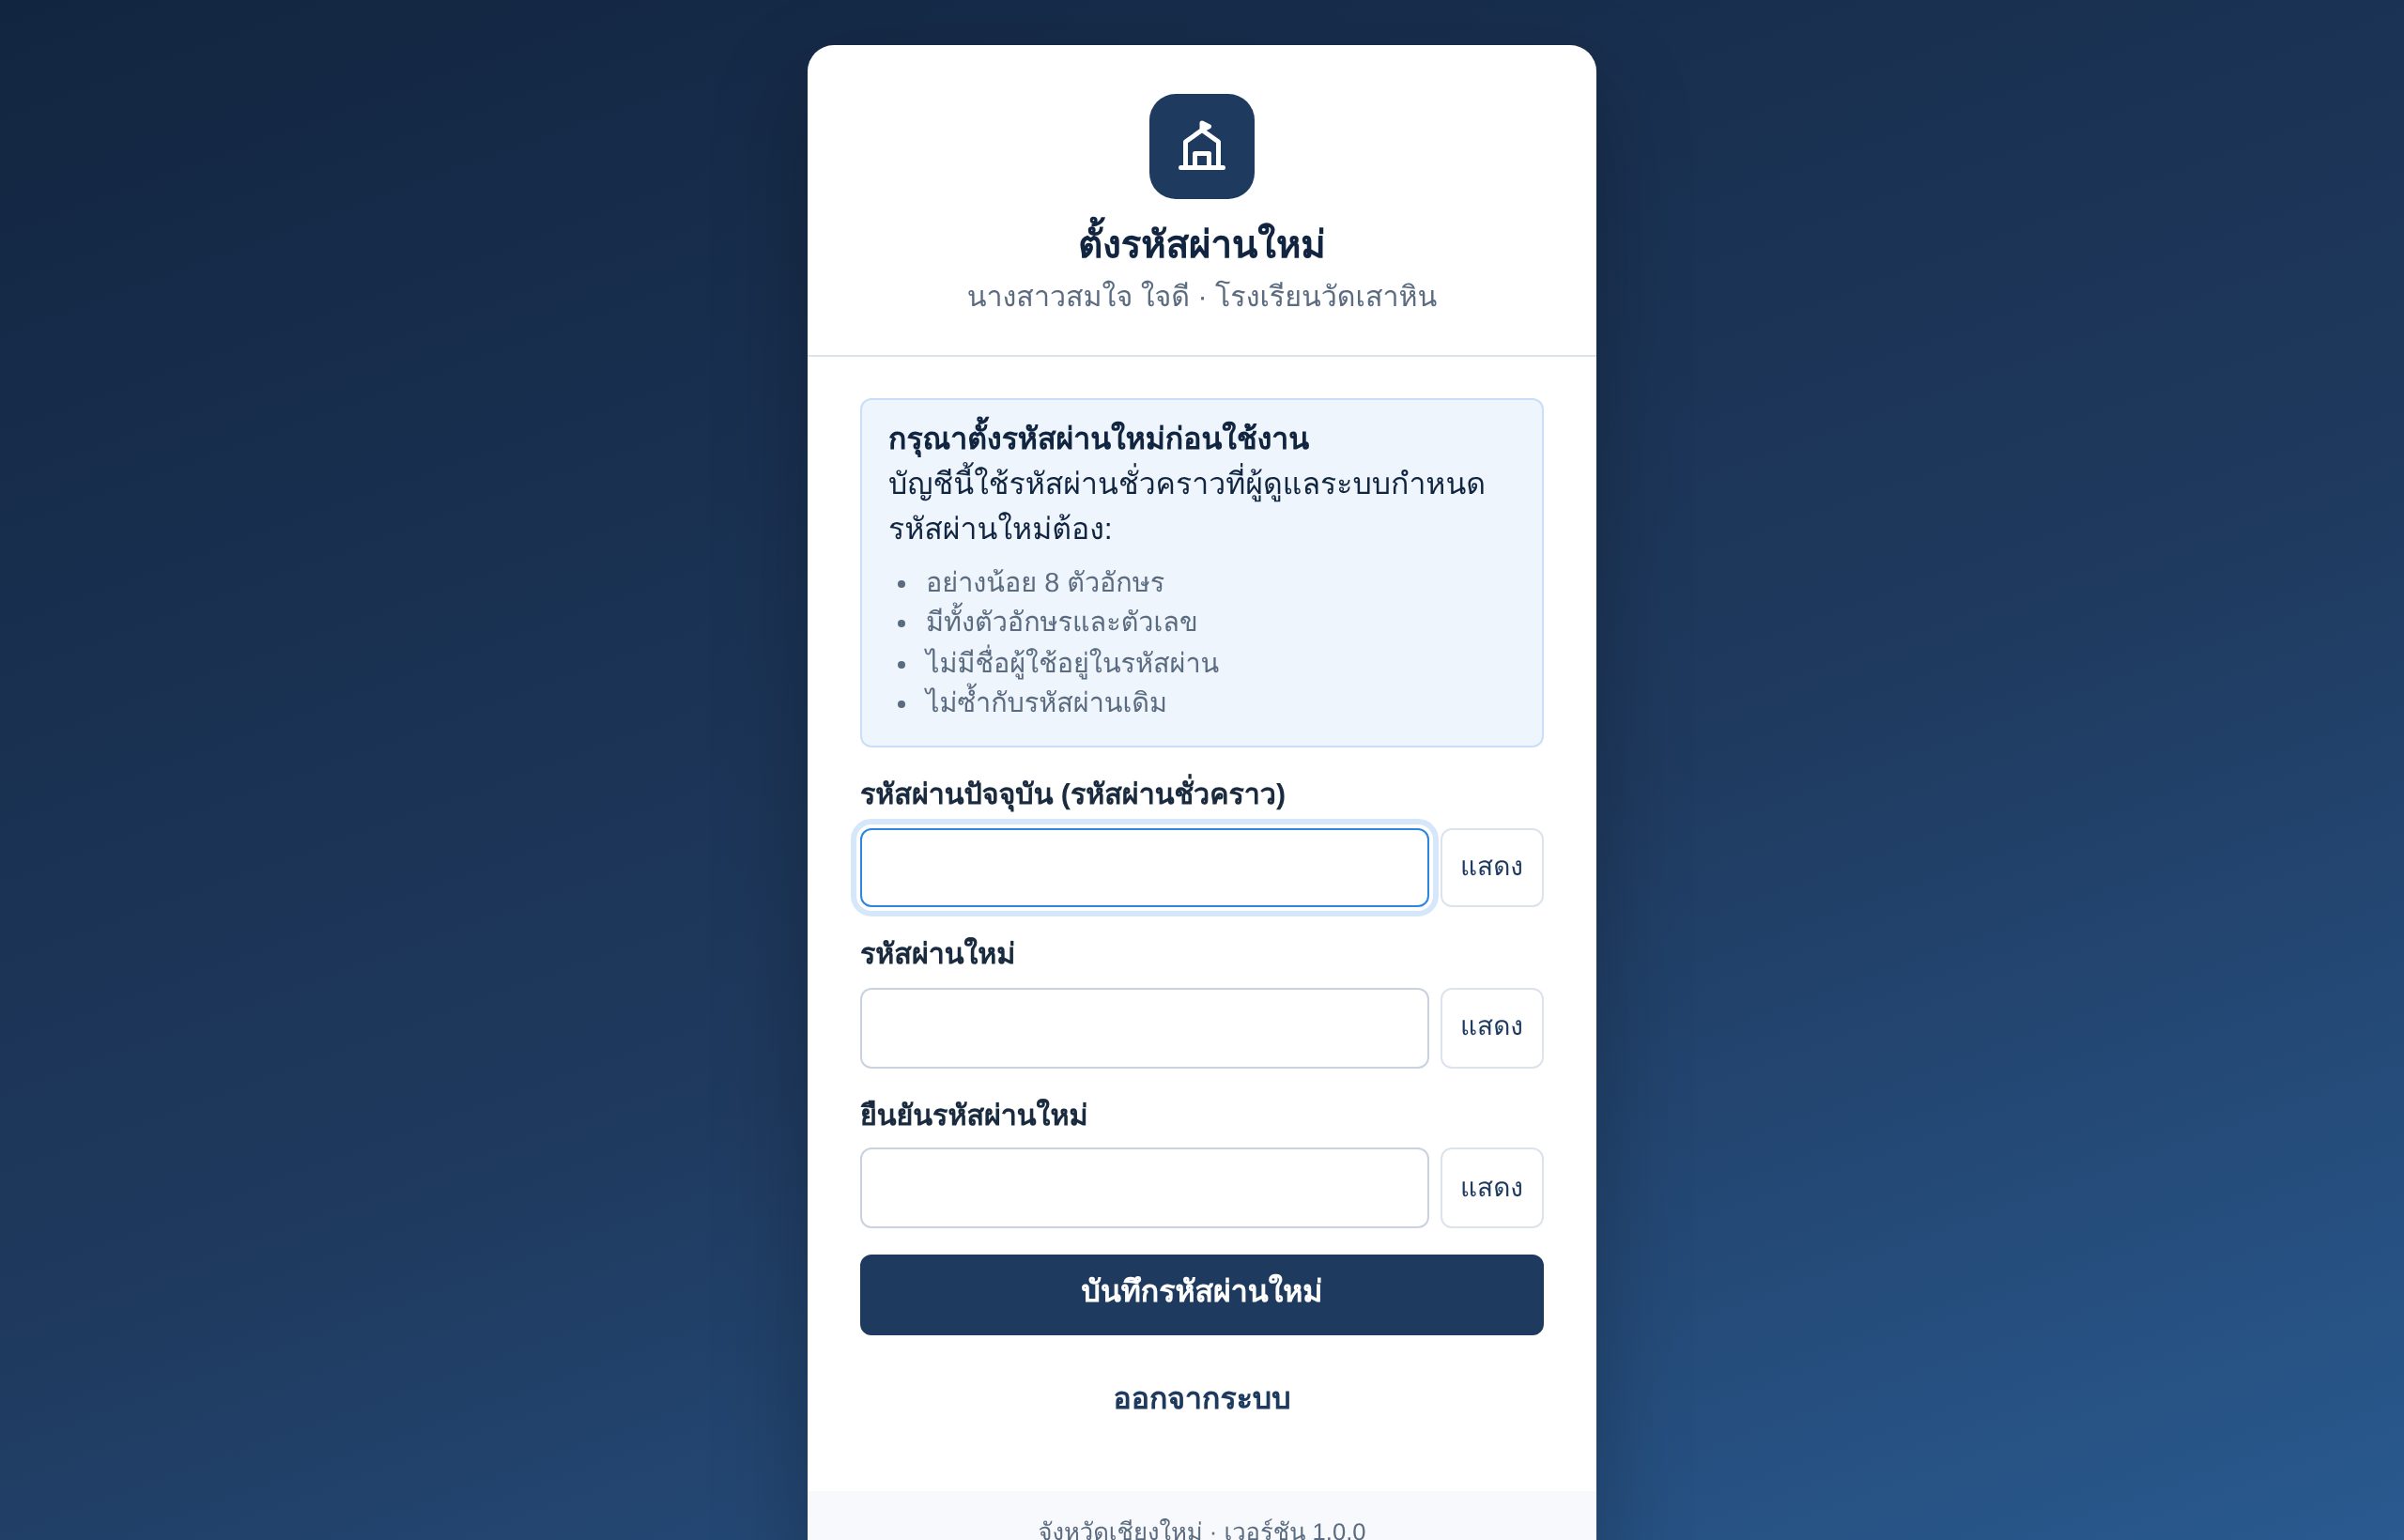 ตั้งรหัสผ่านใหม่
นางสาวสมใจ ใจดี · โรงเรียนวัดเสาหิน
กรุณาตั้งรหัสผ่านใหม่ก่อนใช้งาน
บัญชีนี้ใช้รหัสผ่านชั่วคราวที่ผู้ดูแลระบบกำหนด
รหัสผ่านใหม่ต้อง:
• อย่างน้อย 8 ตัวอักษร
• มีทั้งตัวอักษรและตัวเลข
• ไม่มีชื่อผู้ใช้อยู่ในรหัสผ่าน
• ไม่ซ้ำกับรหัสผ่านเดิม
รหัสผ่านปัจจุบัน (รหัสผ่านชั่วคราว)
แสดง
รหัสผ่านใหม่
แสดง
ยืนยันรหัสผ่านใหม่
แสดง
บันทึกรหัสผ่านใหม่
ออกจากระบบ
จังหวัดเชียงใหม่ · เวอร์ชัน 1.0.0